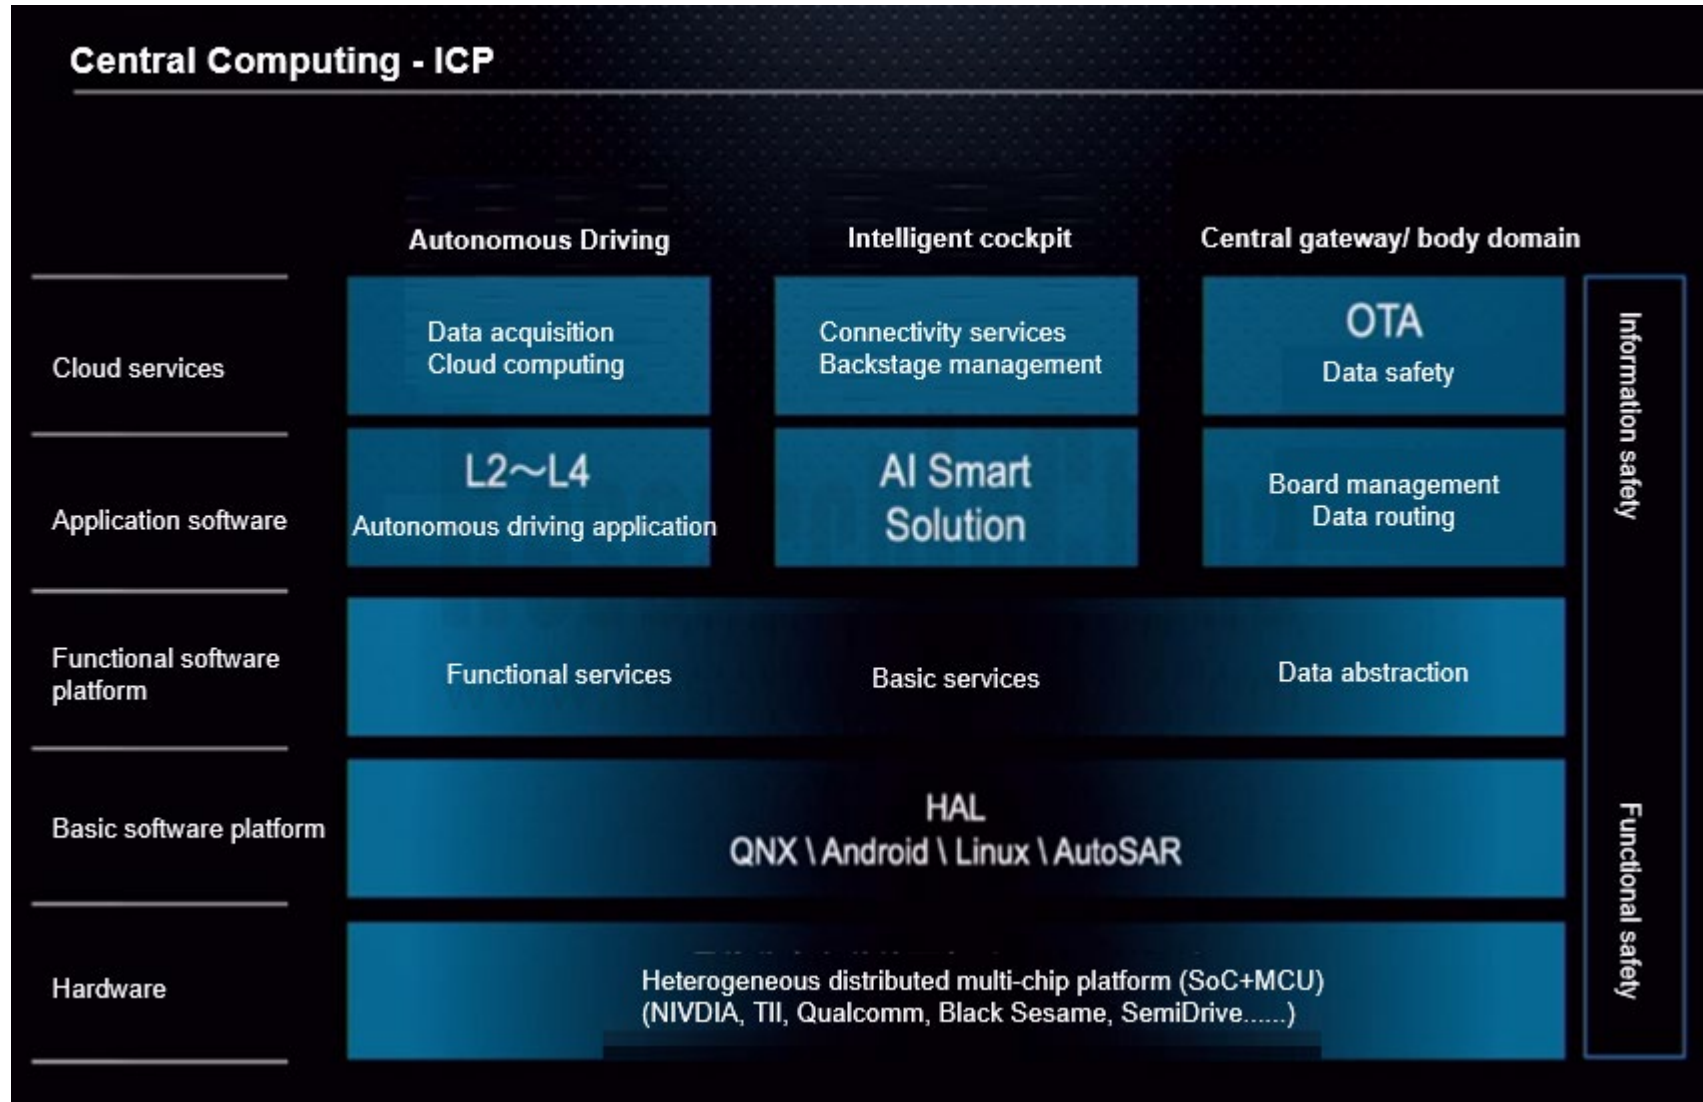 Central Computing - ICP
Autonomous Driving
Intelligent cockpit
Central gateway/ body domain
Cloud services
Data acquisition
Cloud computing
Connectivity services
Backstage management
OTA
Data safety
Application software
L2～L4
Autonomous driving application
AI Smart
Solution
Board management
Data routing
Functional software
platform
Functional services
Basic services
Data abstraction
Basic software platform
HAL
QNX \ Android \ Linux \ AutoSAR
Hardware
Heterogeneous distributed multi-chip platform (SoC+MCU)
(NIVDIA, TII, Qualcomm, Black Sesame, SemiDrive......)
Information safety
Functional safety